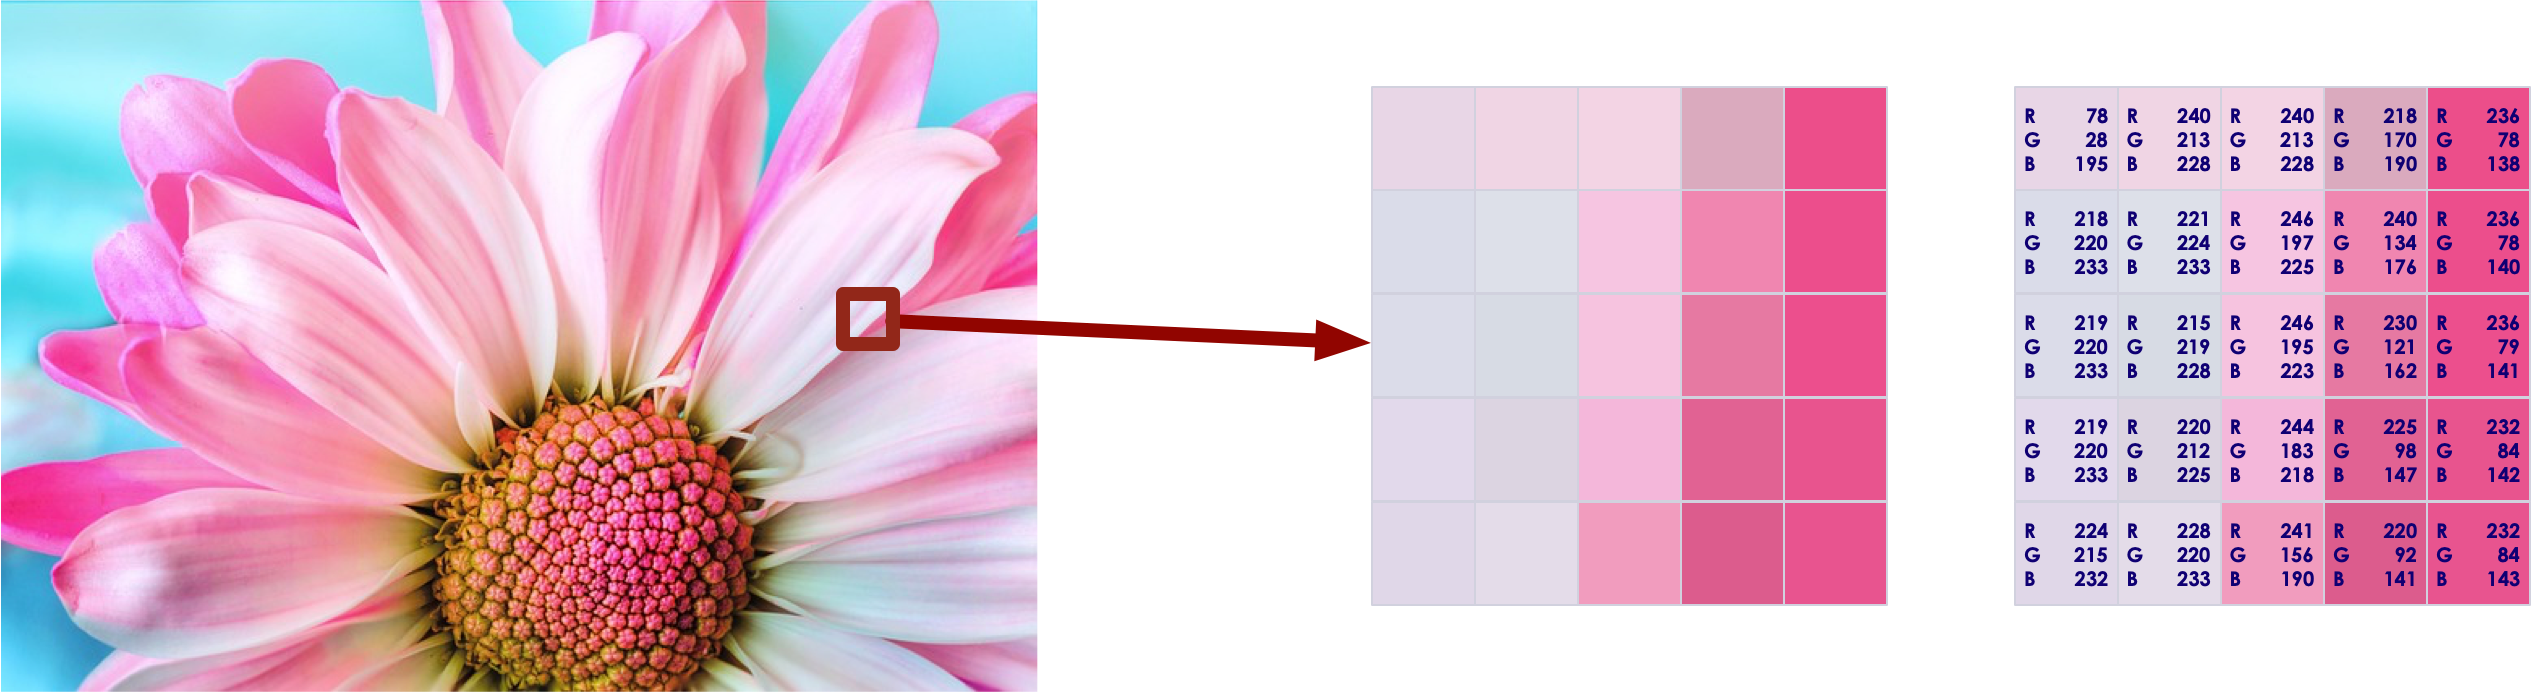 R 78 R 240 R 240 R 218 R 236
G 28 G 213 G 213 G 170 G 78
B 195 B 228 B 228 B 190 B 138
R 218 R 221 R 246 R 240 R 236
G 220 G 224 G 197 G 134 G 78
B 233 B 233 B 225 B 176 B 140
R 219 R 215 R 246 R 230 R 236
G 220 G 219 G 195 G 121 G 79
B 233 B 228 B 223 B 162 B 141
R 219 R 220 R 244 R 225 R 232
G 220 G 212 G 183 G 98 G 84
B 233 B 225 B 218 B 147 B 142
R 224 R 228 R 241 R 220 R 232
G 215 G 220 G 156 G 92 G 84
B 232 B 233 B 190 B 141 B 143